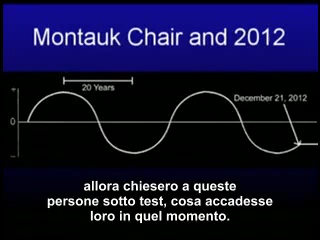 Montauk Chair and 2012
20 Years
December 21, 2012
+
0
-
allora chiesero a queste
persone sotto test, cosa accadesse
loro in quel momento.